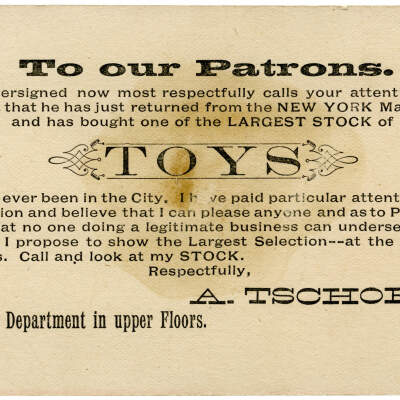 To our Patrons.
ersigned now most respectfully calls your attent
that he has just returned from the NEW YORK Ma
and has bought one of the LARGEST STOCK of
TOYS
ever been in the City. I have paid particular attent
ion and believe that I can please anyone and as to P
at no one doing a legitimate business can underse
I propose to show the Largest Selection--at the
s. Call and look at my STOCK.
Respectfully,
A. TSCHOP
Department in upper Floors.